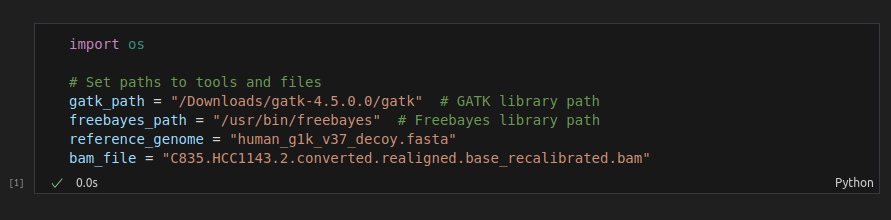 import os
# Set paths to tools and files
gatk_path = "/Downloads/gatk-4.5.0.0/gatk"  # GATK library path
freebayes_path = "/usr/bin/freebayes"  # Freebayes library path
reference_genome = "human_g1k_v37_decoy.fasta"
bam_file = "C835.HCC1143.2.converted.realigned.base_recalibrated.bam"
[1] ✓ 0.0s Python